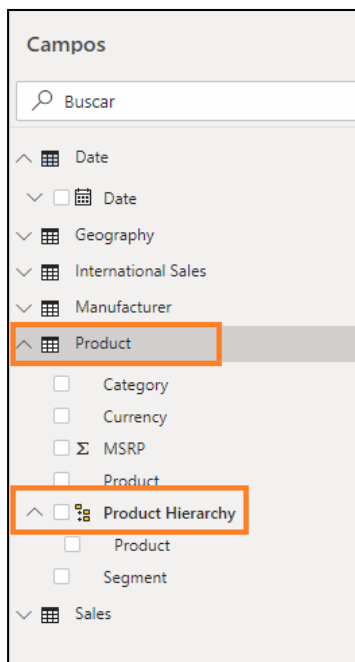 Campos
Buscar
Date
Date
Geography
International Sales
Manufacturer
Product
Category
Currency
Σ MSRP
Product
Product Hierarchy
Product
Segment
Sales